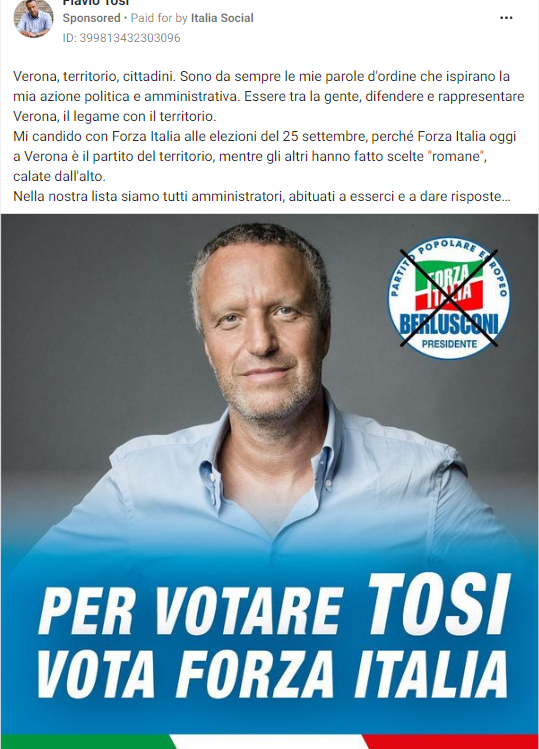 Flavio Tosi
Sponsored • Paid for by Italia Social
ID: 399813432303096
Verona, territorio, cittadini. Sono da sempre le mie parole d'ordine che ispirano la
mia azione politica e amministrativa. Essere tra la gente, difendere e rappresentare
Verona, il legame con il territorio.
Mi candido con Forza Italia alle elezioni del 25 settembre, perché Forza Italia oggi
a Verona è il partito del territorio, mentre gli altri hanno fatto scelte "romane",
calate dall'alto.
Nella nostra lista siamo tutti amministratori, abituati a esserci e a dare risposte...
PARTITO POPOLARE EUROPEO
FORZA
ITALIA
BERLUSCONI
PRESIDENTE
PER VOTARE TOSI
VOTA FORZA ITALIA